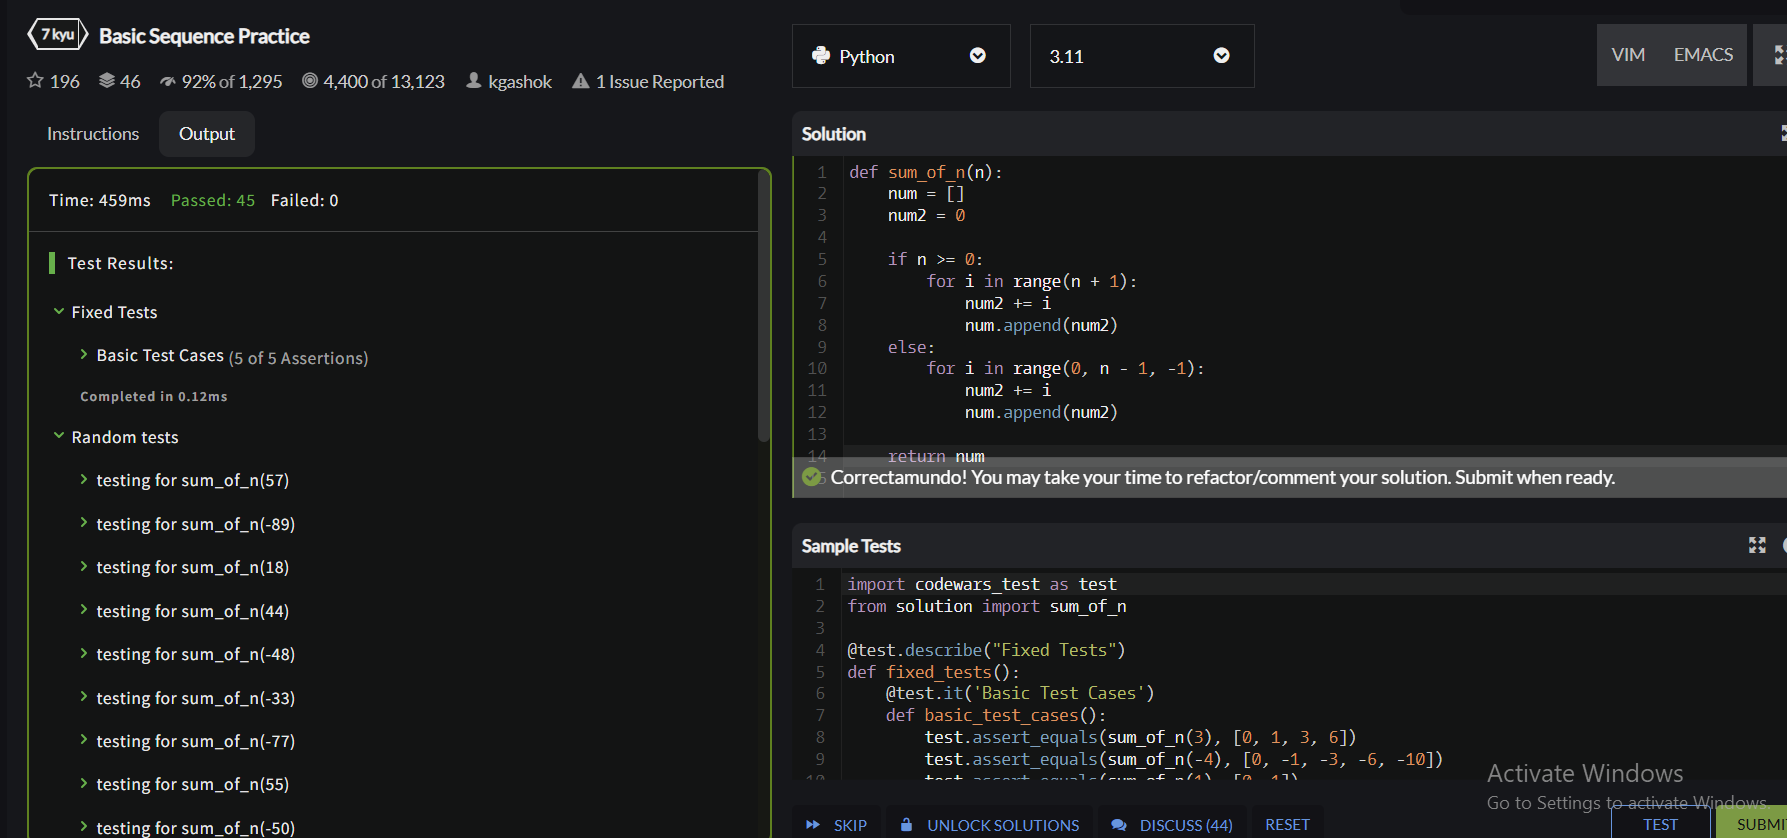 7 kyu Basic Sequence Practice
196 46 92% of 1,295 4,400 of 13,123 kgashok 1 Issue Reported
Instructions Output
Time: 459ms Passed: 45 Failed: 0
Test Results:
Fixed Tests
Basic Test Cases (5 of 5 Assertions)
Completed in 0.12ms
Random tests
testing for sum_of_n(57)
testing for sum_of_n(-89)
testing for sum_of_n(18)
testing for sum_of_n(44)
testing for sum_of_n(-48)
testing for sum_of_n(-33)
testing for sum_of_n(-77)
testing for sum_of_n(55)
testing for sum_of_n(-50)
Python 3.11 VIM EMACS
Solution
1 def sum_of_n(n):
2 num = []
3 num2 = 0
4
5 if n >= 0:
6 for i in range(n + 1):
7 num2 += i
8 num.append(num2)
9 else:
10 for i in range(0, n - 1, -1):
11 num2 += i
12 num.append(num2)
13
14 return num
Correctamundo! You may take your time to refactor/comment your solution. Submit when ready.
Sample Tests
1 import codewars_test as test
2 from solution import sum_of_n
3
4 @test.describe("Fixed Tests")
5 def fixed_tests():
6 @test.it('Basic Test Cases')
7 def basic_test_cases():
8 test.assert_equals(sum_of_n(3), [0, 1, 3, 6])
9 test.assert_equals(sum_of_n(-4), [0, -1, -3, -6, -10])
10 test.assert_equals(sum_of_n(1), [0, 1])
Activate Windows
Go to Settings to activate Windows.
SKIP UNLOCK SOLUTIONS DISCUSS (44) RESET TEST SUBMI